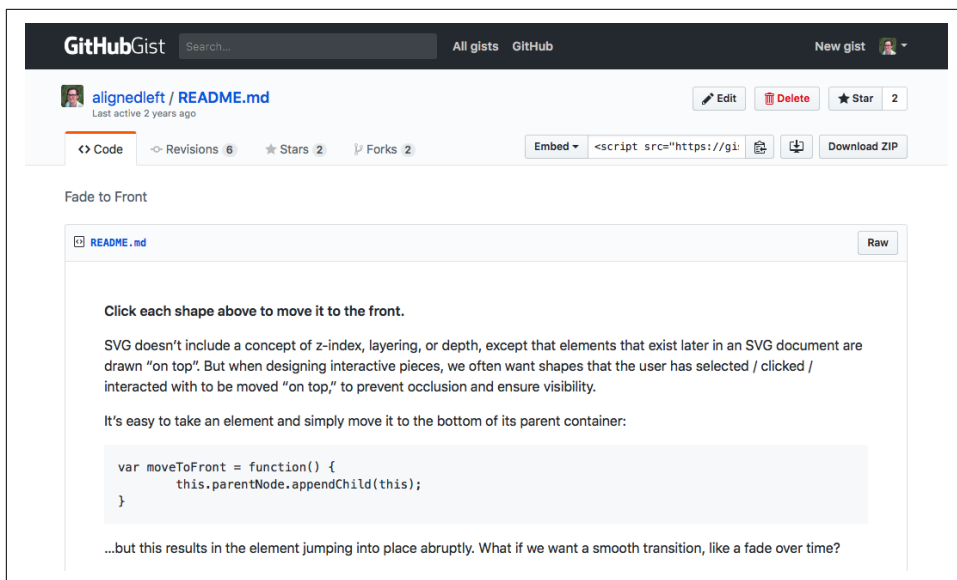 GitHubGist Search... All gists GitHub New gist
alignedleft / README.md Edit Delete Star 2
Last active 2 years ago
Code Revisions 6 Stars 2 Forks 2 Embed <script src="https://gi Download ZIP
Fade to Front
README.md Raw
Click each shape above to move it to the front.
SVG doesn’t include a concept of z-index, layering, or depth, except that elements that exist later in an SVG document are
drawn “on top”. But when designing interactive pieces, we often want shapes that the user has selected / clicked /
interacted with to be moved “on top,” to prevent occlusion and ensure visibility.
It’s easy to take an element and simply move it to the bottom of its parent container:
var moveToFront = function() {
        this.parentNode.appendChild(this);
}
...but this results in the element jumping into place abruptly. What if we want a smooth transition, like a fade over time?